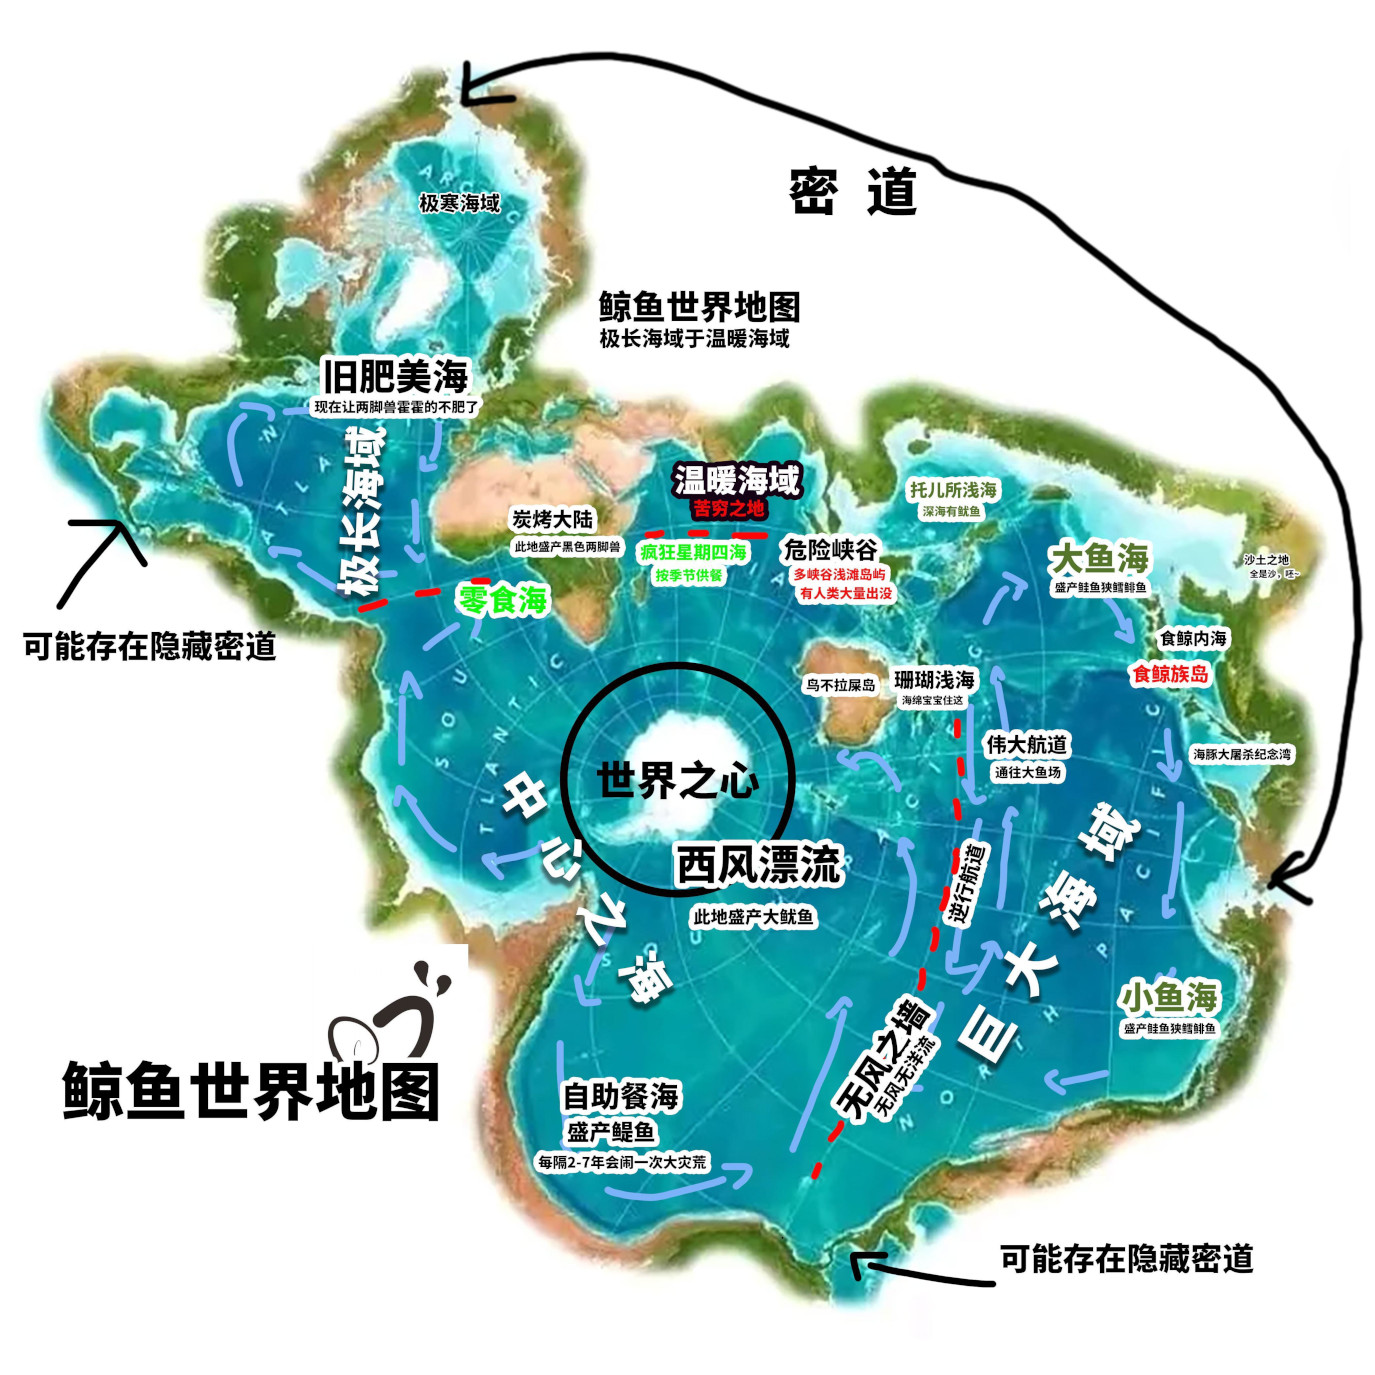 密 道
极寒海域
鲸鱼世界地图
极长海域于温暖海域
旧肥美海
现在让两脚兽霍霍的不肥了
极长海域
温暖海域
苦穷之地
疯狂星期四海
按季节供餐
炭烤大陆
此地盛产黑色两脚兽
零食海
危险峡谷
多峡谷浅滩岛屿
有人类大量出没
托儿所浅海
深海有鱿鱼
大鱼海
盛产鲑鱼狭鳕鲱鱼
沙土之地
全是沙，呸~
食鲸内海
食鲸族岛
可能存在隐藏密道
鸟不拉屎岛
珊瑚浅海
海绵宝宝住这
伟大航道
通往大鱼场
海豚大屠杀纪念湾
世界之心
中心之海
西风漂流
此地盛产大鱿鱼
逆行航道
巨大海域
无风之墙
无风无洋流
小鱼海
盛产鲑鱼狭鳕鲱鱼
鲸鱼世界地图
自助餐海
盛产鳀鱼
每隔2-7年会闹一次大灾荒
可能存在隐藏密道
ARC
C
N
L
A
L
T
A
SOUTH
ATLANTIC
SOU
PACIFIC
NORTH